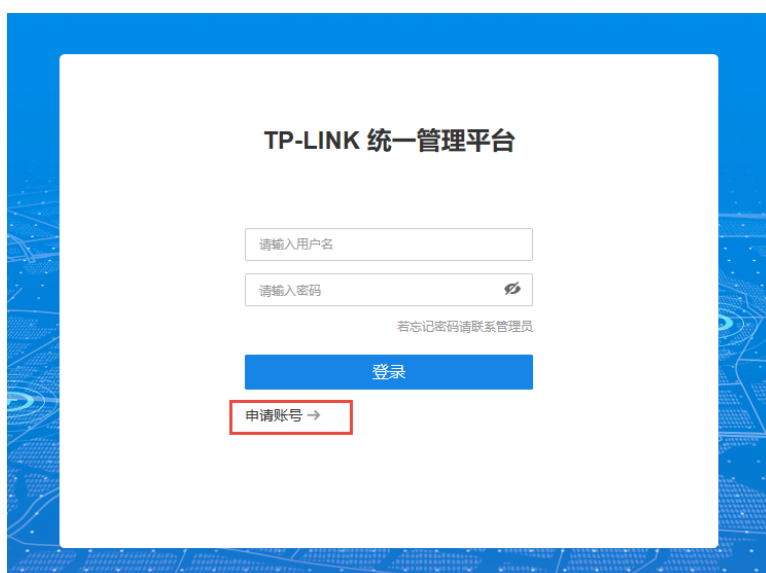 TP-LINK 统一管理平台
请输入用户名
请输入密码
若忘记密码请联系管理员
登录
申请账号 →